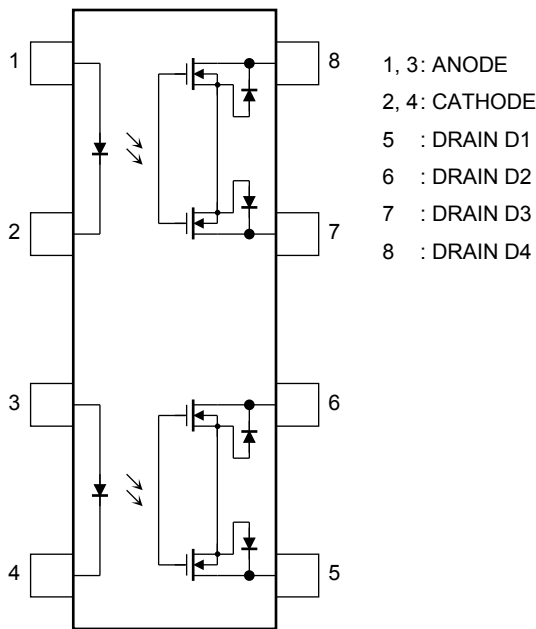 1
2
3
4
8
7
6
5
1, 3: ANODE
2, 4: CATHODE
5 : DRAIN D1
6 : DRAIN D2
7 : DRAIN D3
8 : DRAIN D4